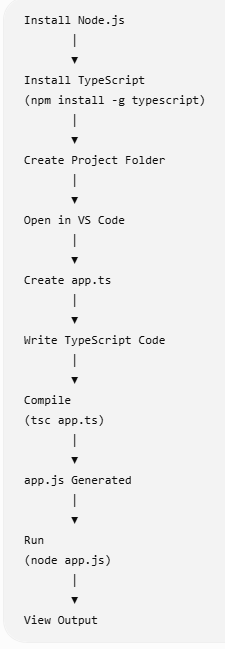 Install Node.js
│
▼
Install TypeScript
(npm install -g typescript)
│
▼
Create Project Folder
│
▼
Open in VS Code
│
▼
Create app.ts
│
▼
Write TypeScript Code
│
▼
Compile
(tsc app.ts)
│
▼
app.js Generated
│
▼
Run
(node app.js)
│
▼
View Output